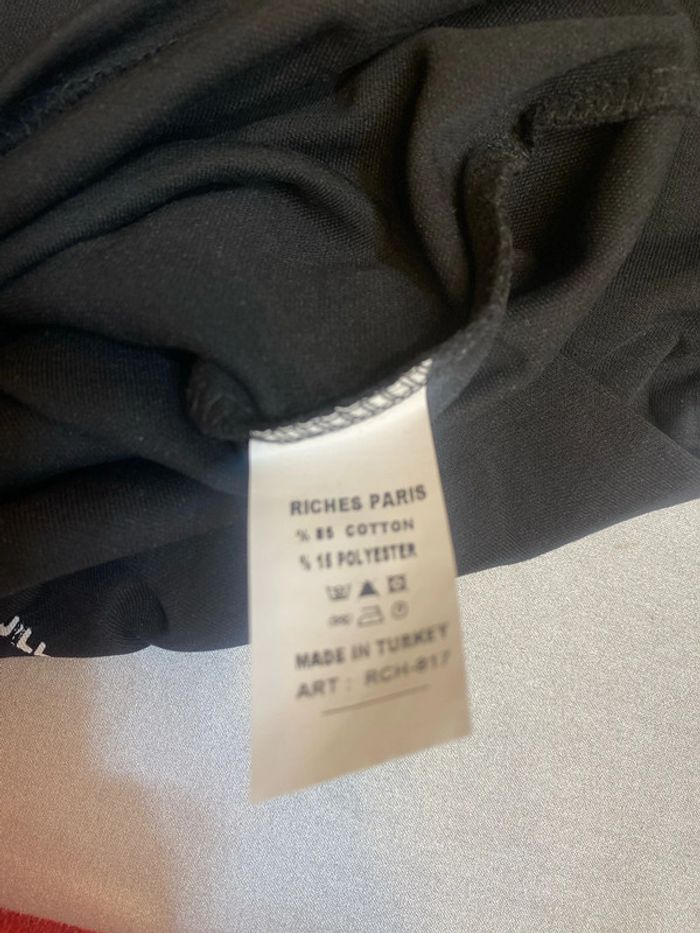 RICHES PARIS
% 85 COTTON
% 15 POLYESTER
MADE IN TURKEY
ART : RCH-817